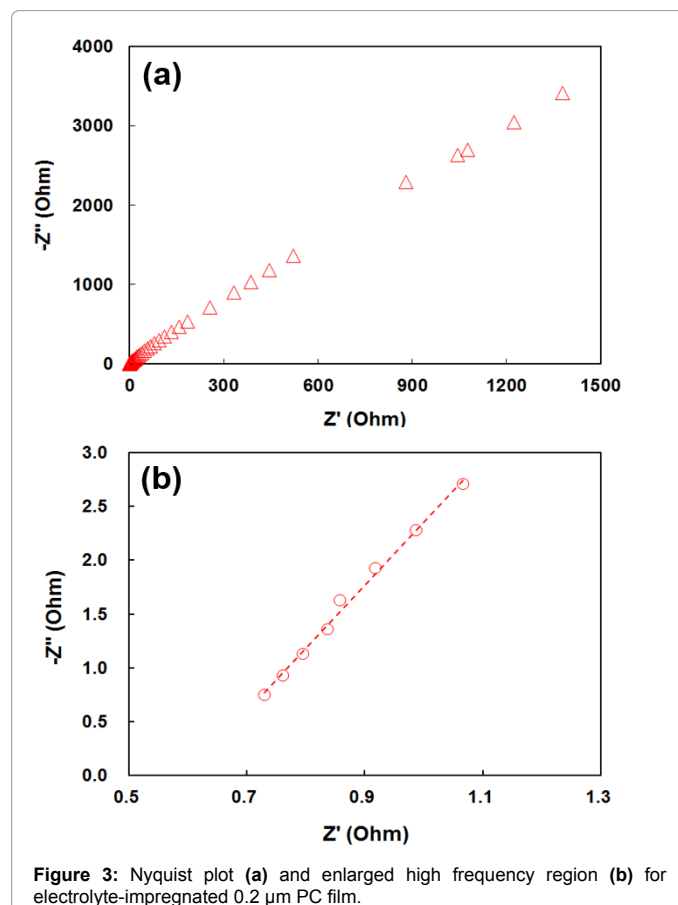 (a)
4000
3000
2000
1000
0
-Z" (Ohm)
0 300 600 900 1200 1500
Z' (Ohm)
(b)
3.0
2.5
2.0
1.5
1.0
0.5
0.0
-Z" (Ohm)
0.5 0.7 0.9 1.1 1.3
Z' (Ohm)
Figure 3: Nyquist plot (a) and enlarged high frequency region (b) for
electrolyte-impregnated 0.2 µm PC film.